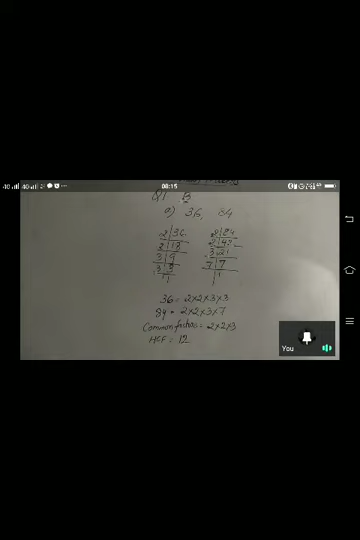 08:15
Q1 B
a) 36, 84
2|36 2|84
2|18 2|42
3|9 3|21
3|3 7|7
1 1
36 = 2×2×3×3
84 = 2×2×3×7
Common factors = 2×2×3
HCF = 12
You